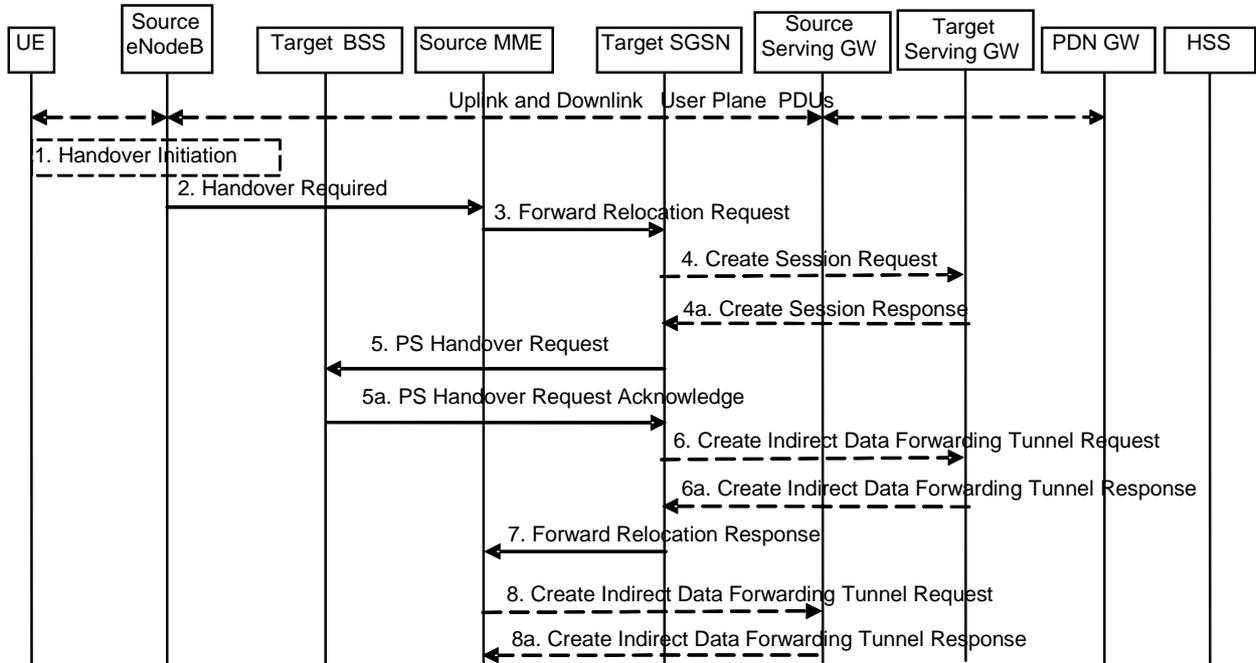 UE
Source
eNodeB
Target BSS
Source MME
Target SGSN
Source
Serving GW
Target
Serving GW
PDN GW
HSS
Uplink and Downlink User Plane PDUs
1. Handover Initiation
2. Handover Required
3. Forward Relocation Request
4. Create Session Request
4a. Create Session Response
5. PS Handover Request
5a. PS Handover Request Acknowledge
6. Create Indirect Data Forwarding Tunnel Request
6a. Create Indirect Data Forwarding Tunnel Response
7. Forward Relocation Response
8. Create Indirect Data Forwarding Tunnel Request
8a. Create Indirect Data Forwarding Tunnel Response